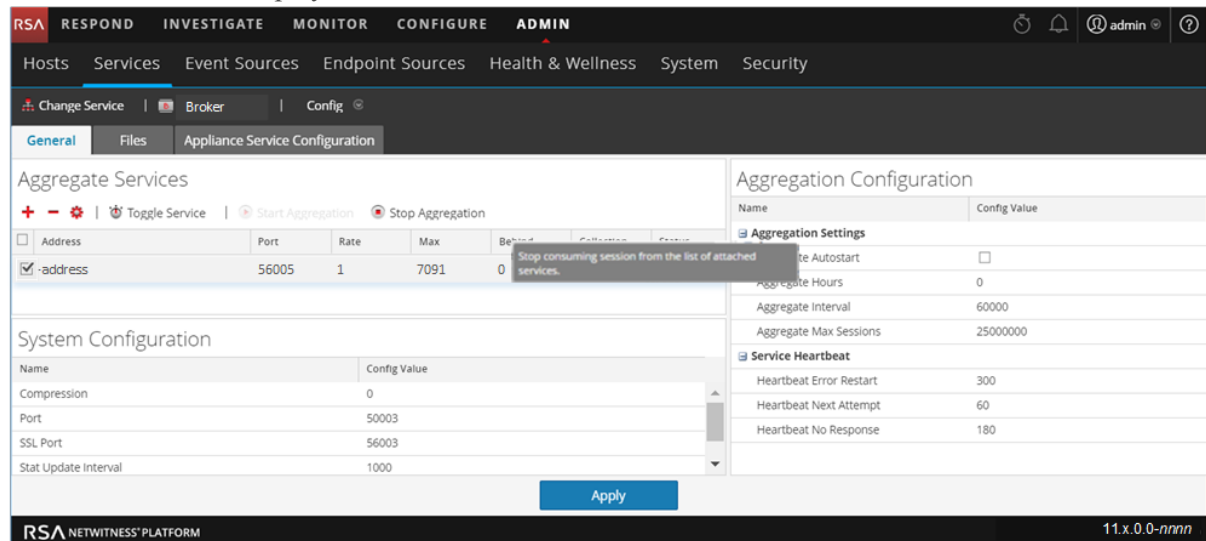 RSA RESPOND INVESTIGATE MONITOR CONFIGURE ADMIN admin ?
Hosts Services Event Sources Endpoint Sources Health & Wellness System Security
Change Service | Broker | Config
General Files Appliance Service Configuration
Aggregate Services
+ - | Toggle Service | Start Aggregation Stop Aggregation
Address Port Rate Max Behind Collection Status
-address 56005 1 7091 0
Stop consuming session from the list of attached
services.
System Configuration
Name Config Value
Compression 0
Port 50003
SSL Port 56003
Stat Update Interval 1000
Aggregation Configuration
Name Config Value
Aggregation Settings
te Autostart
Aggregate Hours 0
Aggregate Interval 60000
Aggregate Max Sessions 25000000
Service Heartbeat
Heartbeat Error Restart 300
Heartbeat Next Attempt 60
Heartbeat No Response 180
Apply
RSA NETWITNESS® PLATFORM 11.x.0.0-nnnn